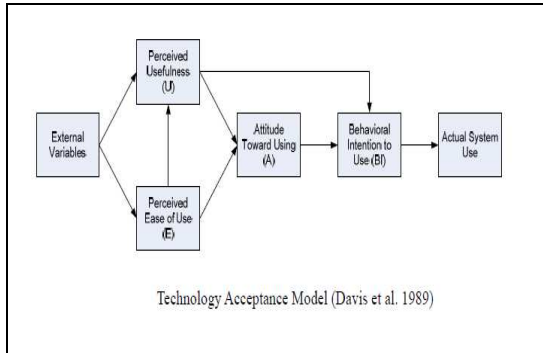 Perceived
Usefulness
(U)
External
Variables
Attitude
Toward Using
(A)
Behavioral
Intention to
Use (BI)
Actual System
Use
Perceived
Ease of Use
(E)
Technology Acceptance Model (Davis et al. 1989)